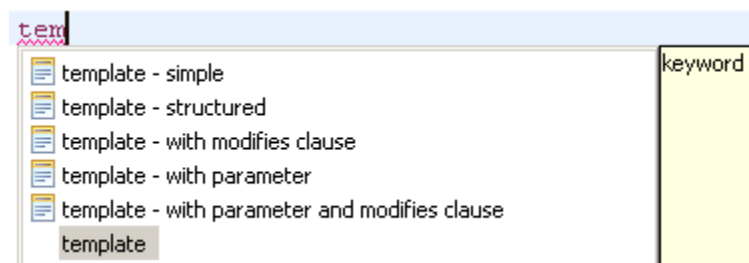 tem
template - simple
keyword
template - structured
template - with modifies clause
template - with parameter
template - with parameter and modifies clause
template